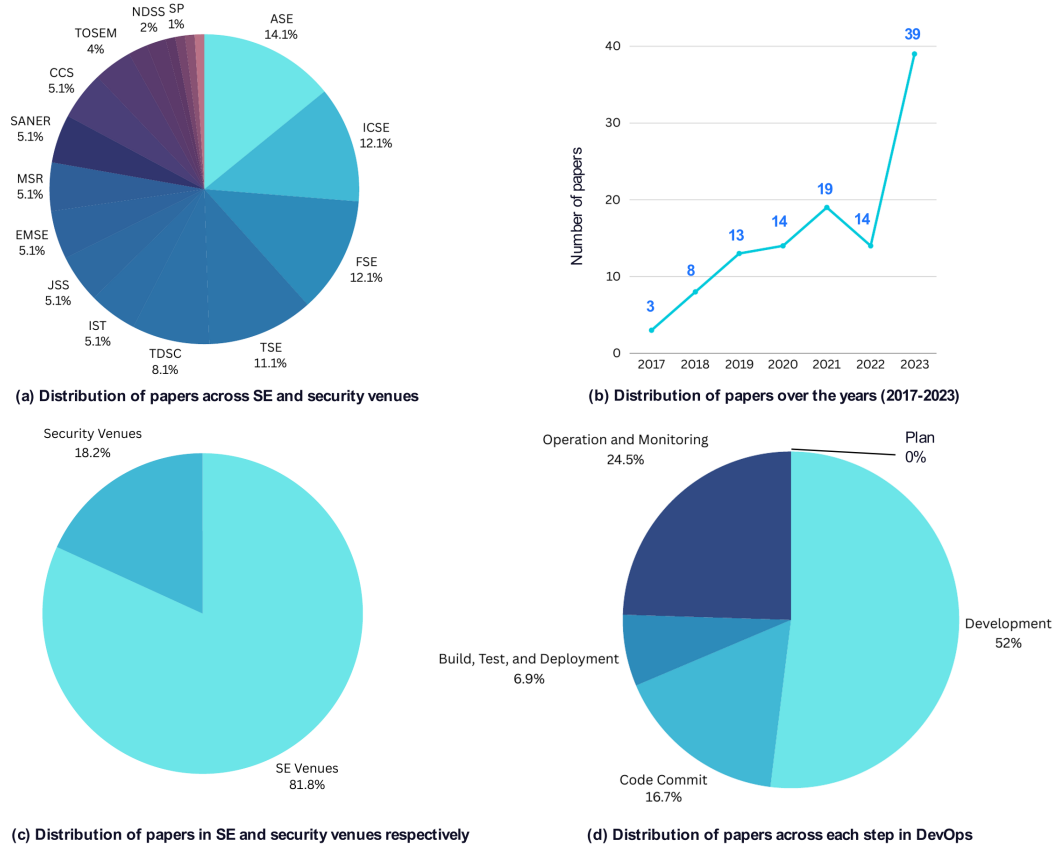 NDSS
2%
SP
1%
TOSEM
4%
CCS
5.1%
SANER
5.1%
MSR
5.1%
EMSE
5.1%
JSS
5.1%
IST
5.1%
TDSC
8.1%
TSE
11.1%
FSE
12.1%
ICSE
12.1%
ASE
14.1%
(a) Distribution of papers across SE and security venues
Number of papers
40
30
20
10
0
3
8
13
14
19
14
39
2017 2018 2019 2020 2021 2022 2023
(b) Distribution of papers over the years (2017-2023)
Security Venues
18.2%
SE Venues
81.8%
(c) Distribution of papers in SE and security venues respectively
Operation and Monitoring
24.5%
Plan
0%
Development
52%
Build, Test, and Deployment
6.9%
Code Commit
16.7%
(d) Distribution of papers across each step in DevOps